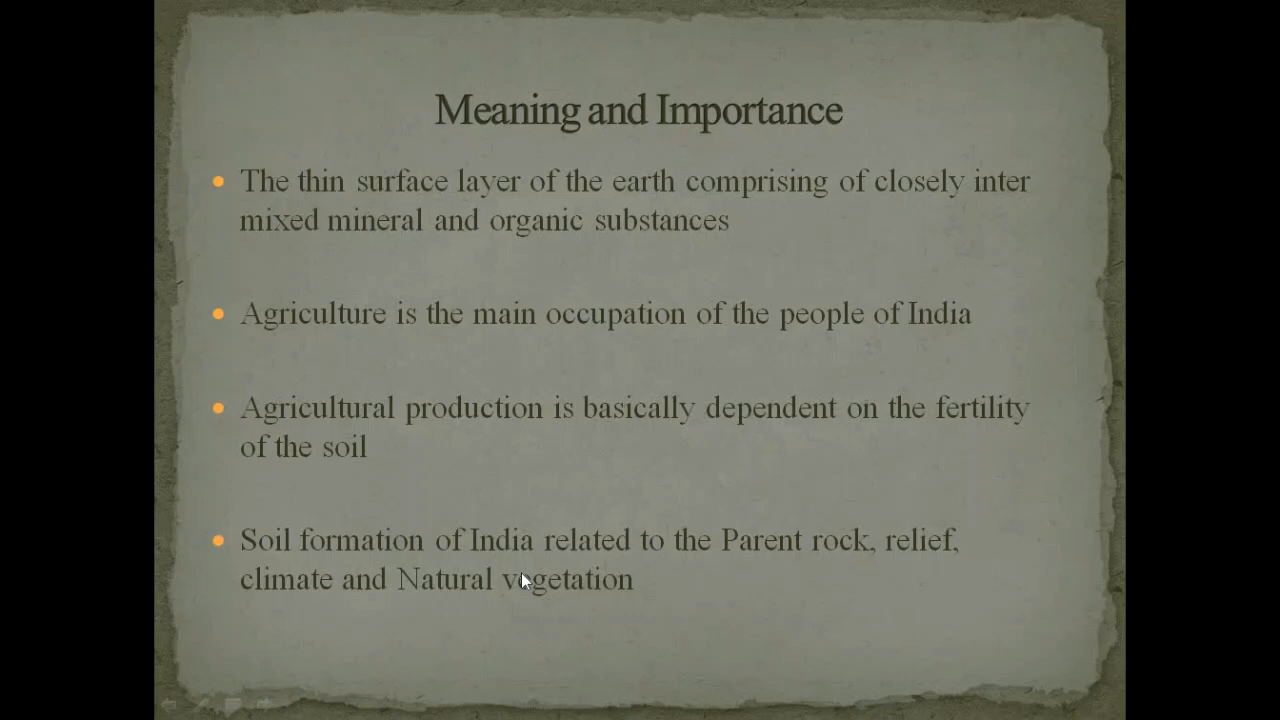 Meaning and Importance
The thin surface layer of the earth comprising of closely inter
mixed mineral and organic substances
Agriculture is the main occupation of the people of India
Agricultural production is basically dependent on the fertility
of the soil
Soil formation of India related to the Parent rock, relief,
climate and Natural vegetation